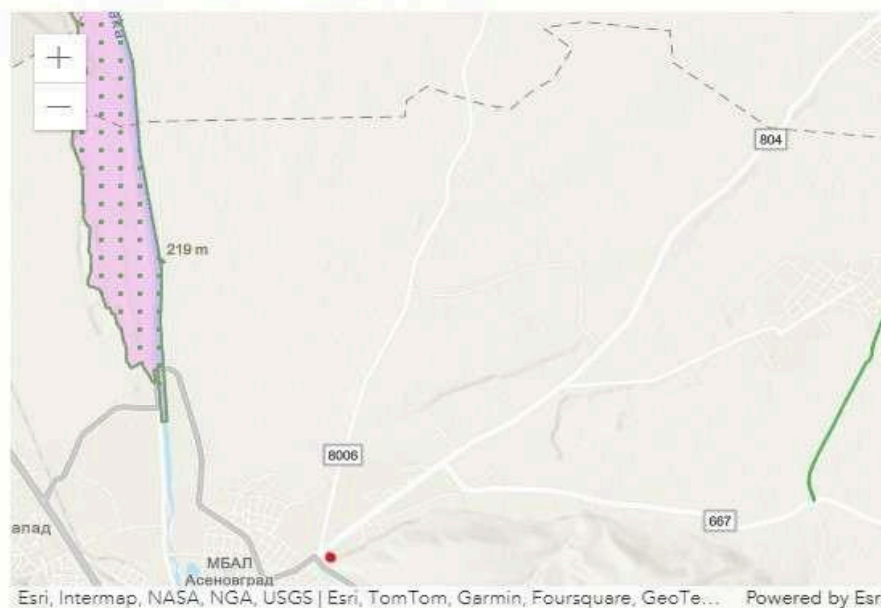 +
−
804
219 m
8006
667
апад
МБАЛ
Асеновград
Esri, Intermap, NASA, NGA, USGS | Esri, TomTom, Garmin, Foursquare, GeoTe... Powered by Esr